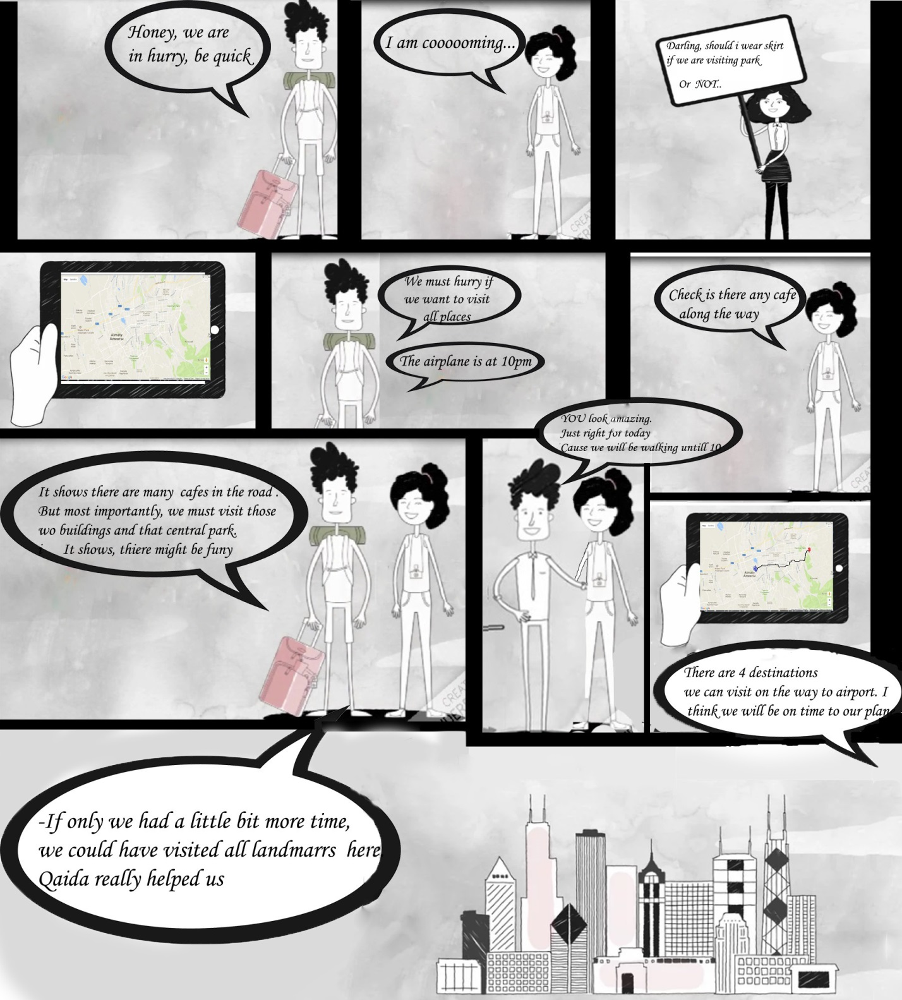 Honey, we are
in hurry, be quick
I am coooooming...
Darling, should i wear skirt
if we are visiting park
Or NOT..
Almaty
Алматы
Google
We must hurry if
we want to visit
all places
The airplane is at 10pm
Check is there any cafe
along the way
It shows there are many cafes in the road .
But most importantly, we must visit those
wo buildings and that central park.
i It shows, thiere might be funy
YOU look amazing.
Just right for today
Cause we will be walking untill 10
Almaty
Алматы
Google
There are 4 destinations
we can visit on the way to airport. I
think we will be on time to our plan
-If only we had a little bit more time,
we could have visited all landmarrs here.
Qaida really helped us